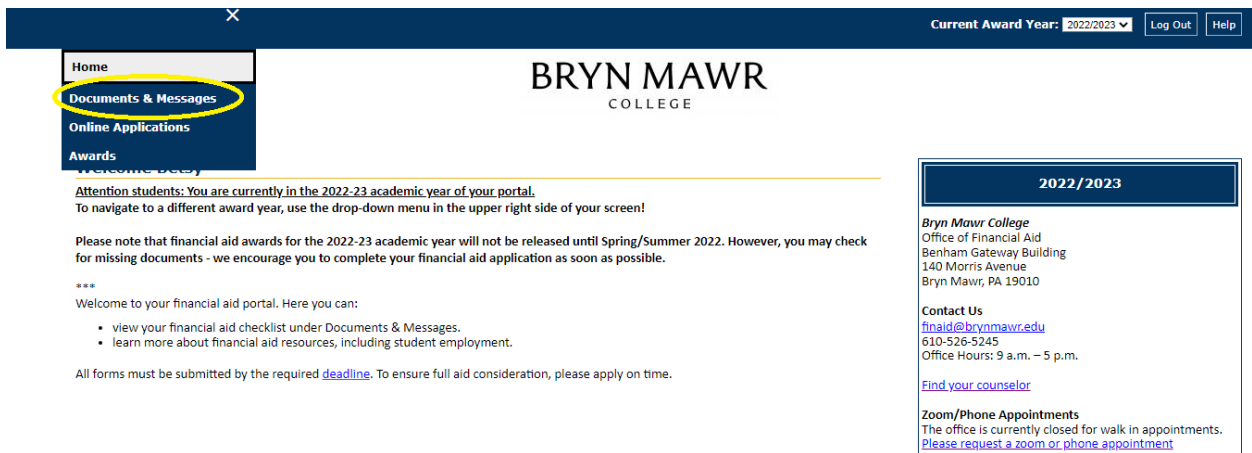 ×
Current Award Year: 2022/2023 Log Out Help
Home
Documents & Messages
Online Applications
Awards
BRYN MAWR
COLLEGE
Welcome Betsy
Attention students: You are currently in the 2022-23 academic year of your portal.
To navigate to a different award year, use the drop-down menu in the upper right side of your screen!
Please note that financial aid awards for the 2022-23 academic year will not be released until Spring/Summer 2022. However, you may check
for missing documents - we encourage you to complete your financial aid application as soon as possible.
***
Welcome to your financial aid portal. Here you can:
• view your financial aid checklist under Documents & Messages.
• learn more about financial aid resources, including student employment.
All forms must be submitted by the required deadline. To ensure full aid consideration, please apply on time.
2022/2023
Bryn Mawr College
Office of Financial Aid
Benham Gateway Building
140 Morris Avenue
Bryn Mawr, PA 19010
Contact Us
finaid@brynmawr.edu
610-526-5245
Office Hours: 9 a.m. – 5 p.m.
Find your counselor
Zoom/Phone Appointments
The office is currently closed for walk in appointments.
Please request a zoom or phone appointment